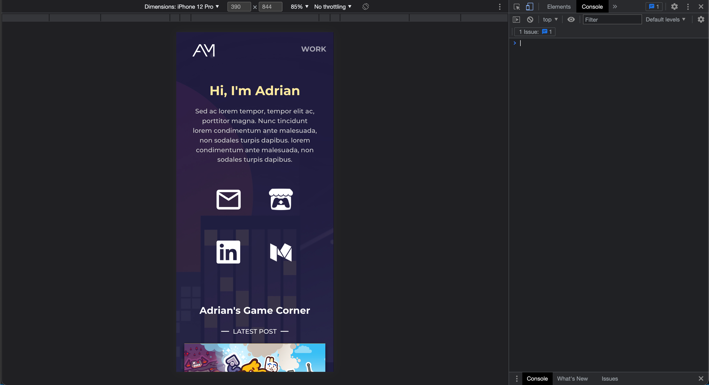 Dimensions: iPhone 12 Pro ▼ 390 × 844 85% ▼ No throttling ▼
Elements Console » 1
top ▼ Filter Default levels ▼
1 Issue: 1
AM WORK
Hi, I'm Adrian
Sed ac lorem tempor, tempor elit ac,
porttitor magna. Nunc tincidunt
lorem condimentum ante malesuada,
non sodales turpis dapibus. lorem
condimentum ante malesuada, non
sodales turpis dapibus.
in
Adrian's Game Corner
LATEST POST
Console What's New Issues